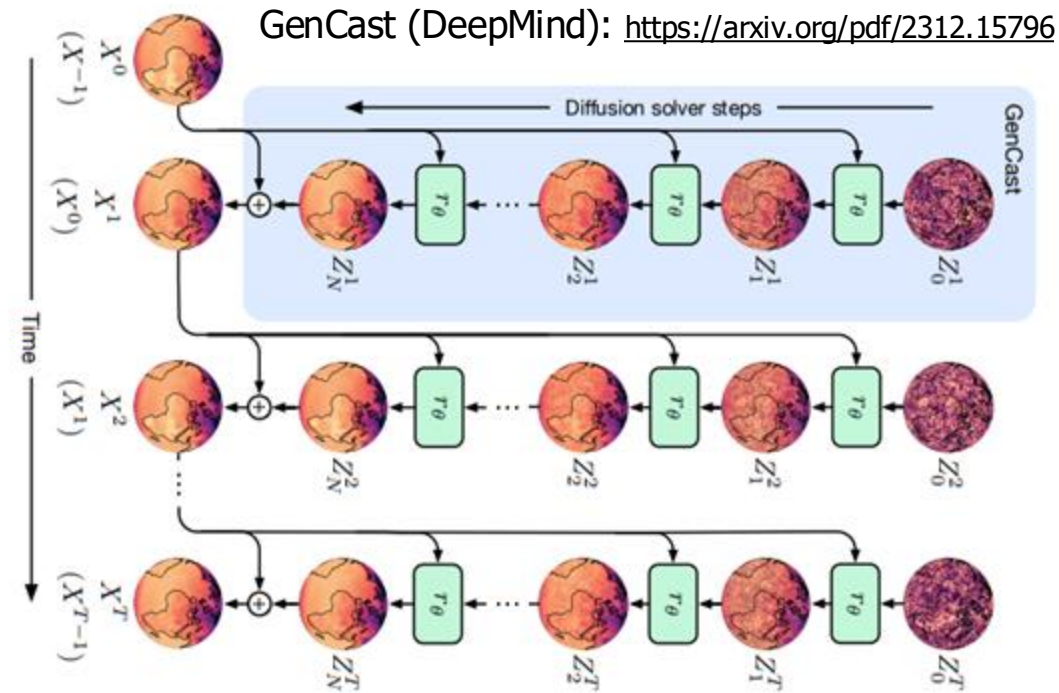 GenCast (DeepMind): https://arxiv.org/pdf/2312.15796
GenCast
Diffusion solver steps
Time
X^0
(X^{-1})
X^1
(X^0)
Z^1_N
r_θ
...
Z^1_2
r_θ
Z^1_1
r_θ
Z^1_0
+
X^2
(X^1)
Z^2_N
r_θ
...
Z^2_2
r_θ
Z^2_1
r_θ
Z^2_0
+
X^T
(X^{T-1})
Z^T_N
r_θ
...
Z^T_2
r_θ
Z^T_1
r_θ
Z^T_0
+